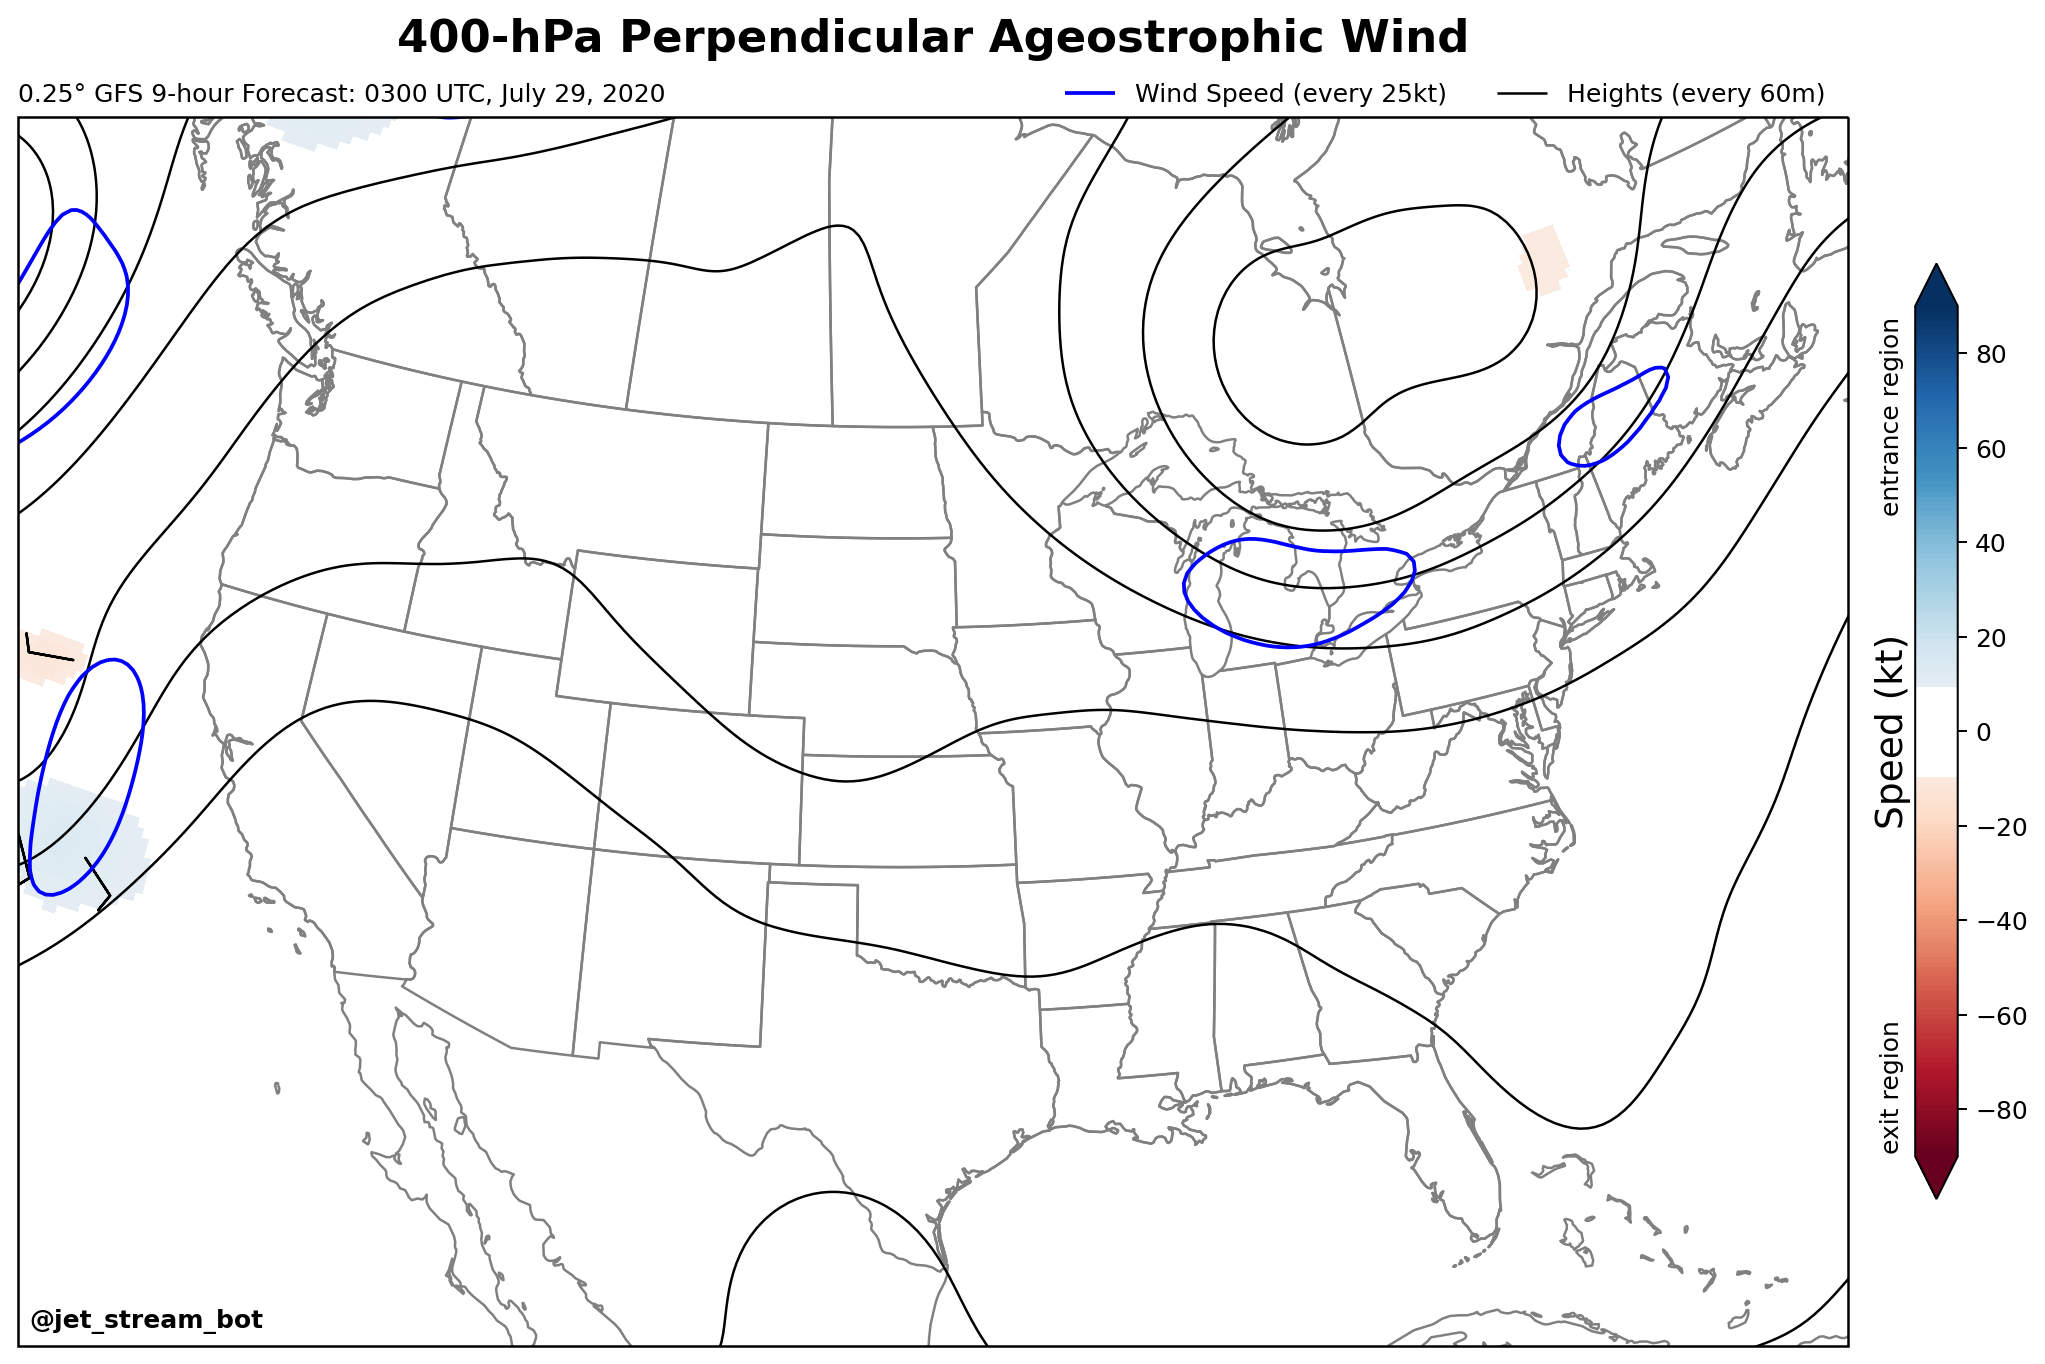 400-hPa Perpendicular Ageostrophic Wind
0.25° GFS 9-hour Forecast: 0300 UTC, July 29, 2020
Wind Speed (every 25kt)
Heights (every 60m)
entrance region
Speed (kt)
exit region
80
60
40
20
0
−20
−40
−60
−80
@jet_stream_bot